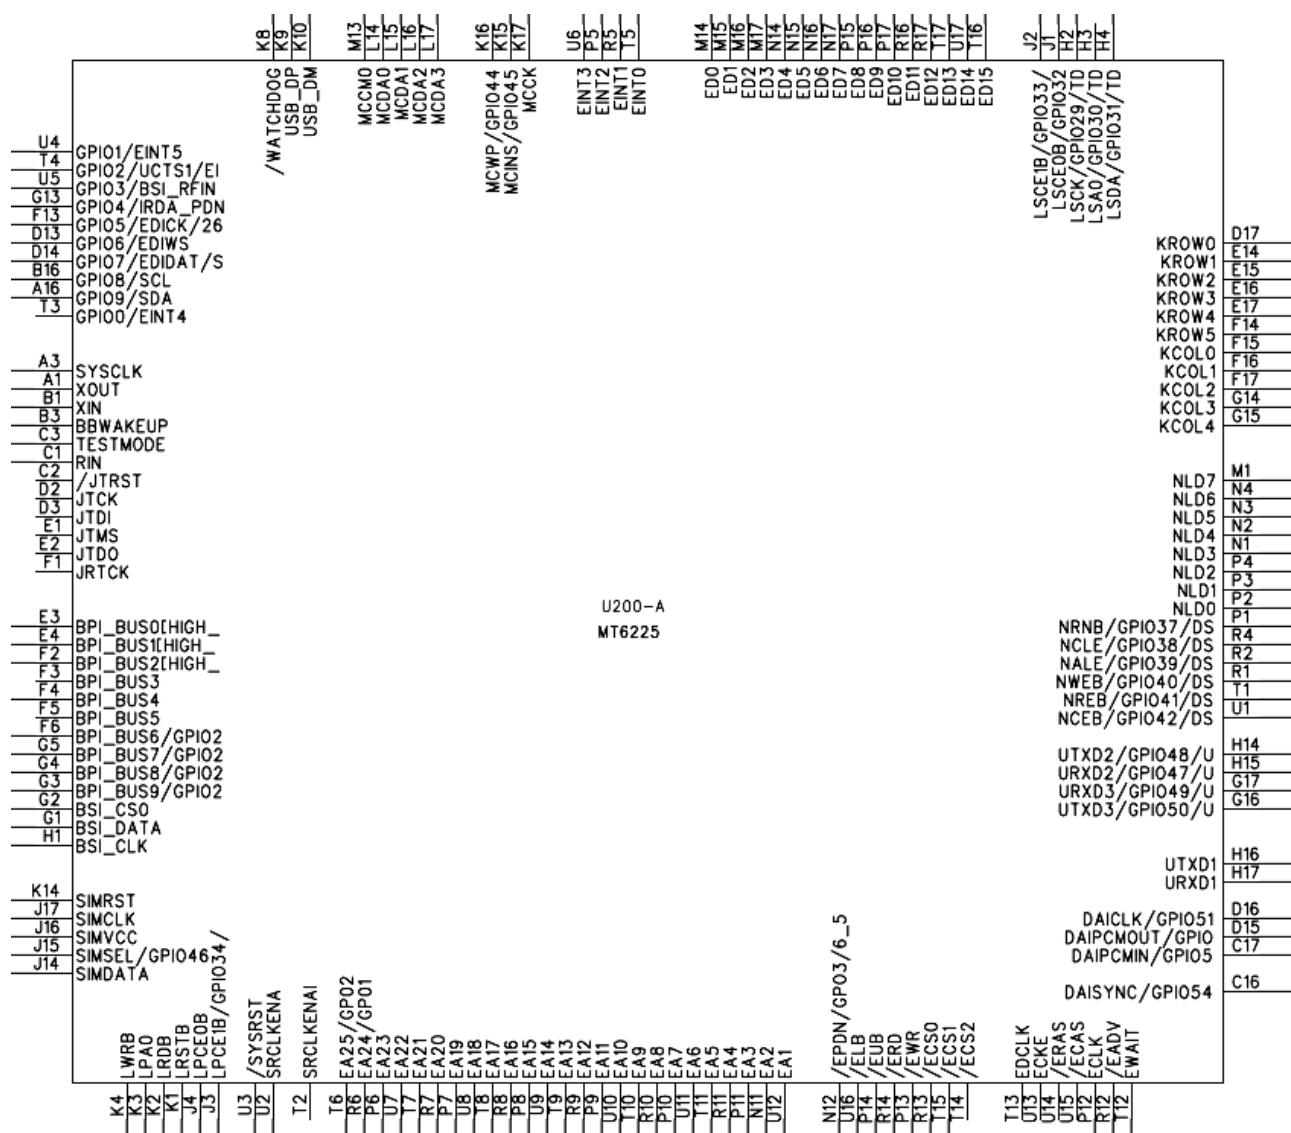 K8
K9
K10
M13
L14
L15
L16
L17
K16
K15
K17
U6
P5
R5
T5
M14
M15
M16
M17
N14
N15
N16
N17
P15
P16
P17
R16
R17
T17
U17
T16
J2
J1
H2
H3
H4
/WATCHDOG
USB_DP
USB_DM
MCCM0
MCDA0
MCDA1
MCDA2
MCDA3
MCWP/GPIO44
MCINS/GPIO45
MCCK
EINT3
EINT2
EINT1
EINT0
ED0
ED1
ED2
ED3
ED4
ED5
ED6
ED7
ED8
ED9
ED10
ED11
ED12
ED13
ED14
ED15
LSCE1B/GPIO33/
LSCE0B/GPIO32
LSCK/GPIO29/TD
LSA0/GPIO30/TD
LSDA/GPIO31/TD
U4 GPIO1/EINT5
T4 GPIO2/UCTS1/EI
U5 GPIO3/BSI_RFIN
G13 GPIO4/IRDA_PDN
F13 GPIO5/EDICK/26
D13 GPIO6/EDIWS
D14 GPIO7/EDIDAT/S
B16 GPIO8/SCL
A16 GPIO9/SDA
T3 GPIO0/EINT4
A3 SYSCLK
A1 XOUT
B1 XIN
B3 BBWAKEUP
C3 TESTMODE
C1 RIN
C2 /JTRST
D2 JTCK
D3 JTDI
E1 JTMS
E2 JTDO
F1 JRTCK
E3 BPI_BUS0[HIGH_
E4 BPI_BUS1[HIGH_
F2 BPI_BUS2[HIGH_
F3 BPI_BUS3
F4 BPI_BUS4
F5 BPI_BUS5
F6 BPI_BUS6/GPIO2
G5 BPI_BUS7/GPIO2
G4 BPI_BUS8/GPIO2
G3 BPI_BUS9/GPIO2
G2 BSI_CS0
G1 BSI_DATA
H1 BSI_CLK
K14 SIMRST
J17 SIMCLK
J16 SIMVCC
J15 SIMSEL/GPIO46
J14 SIMDATA
U200-A
MT6225
KROW0 D17
KROW1 E14
KROW2 E15
KROW3 E16
KROW4 E17
KROW5 F14
KCOL0 F15
KCOL1 F16
KCOL2 F17
KCOL3 G14
KCOL4 G15
NLD7 M1
NLD6 N4
NLD5 N3
NLD4 N2
NLD3 N1
NLD2 P4
NLD1 P3
NLD0 P2
NRNB/GPIO37/DS P1
NCLE/GPIO38/DS R4
NALE/GPIO39/DS R2
NWEB/GPIO40/DS R1
NREB/GPIO41/DS T1
NCEB/GPIO42/DS U1
UTXD2/GPIO48/U H14
URXD2/GPIO47/U H15
URXD3/GPIO49/U G17
UTXD3/GPIO50/U G16
UTXD1 H16
URXD1 H17
DAICLK/GPIO51 D16
DAIPCMOUT/GPIO D15
DAIPCMIN/GPIO5 C17
DAISYNC/GPIO54 C16
LWRB
LPA0
LRDB
LRSTB
LPCE0B
LPCE1B/GPIO34/
/SYSRST
SRCLKENA
SRCLKENAI
EA25/GPO2
EA24/GPO1
EA23
EA22
EA21
EA20
EA19
EA18
EA17
EA16
EA15
EA14
EA13
EA12
EA11
EA10
EA9
EA8
EA7
EA6
EA5
EA4
EA3
EA2
EA1
/EPDN/GPO3/6_5
/ELB
/EUB
/ERD
/EWR
/ECS0
/ECS1
/ECS2
EDCLK
ECKE
/ERAS
/ECAS
ECLK
/EADV
EWAIT
K4
K3
K2
K1
J4
J3
U3
U2
T2
T6
R6
P6
U7
T7
R7
P7
U8
T8
R8
P8
U9
T9
R9
P9
U10
T10
R10
P10
U11
T11
R11
P11
N11
U12
N12
U16
P14
R14
P13
R13
T15
T14
T13
U13
U14
U15
P12
R12
T12